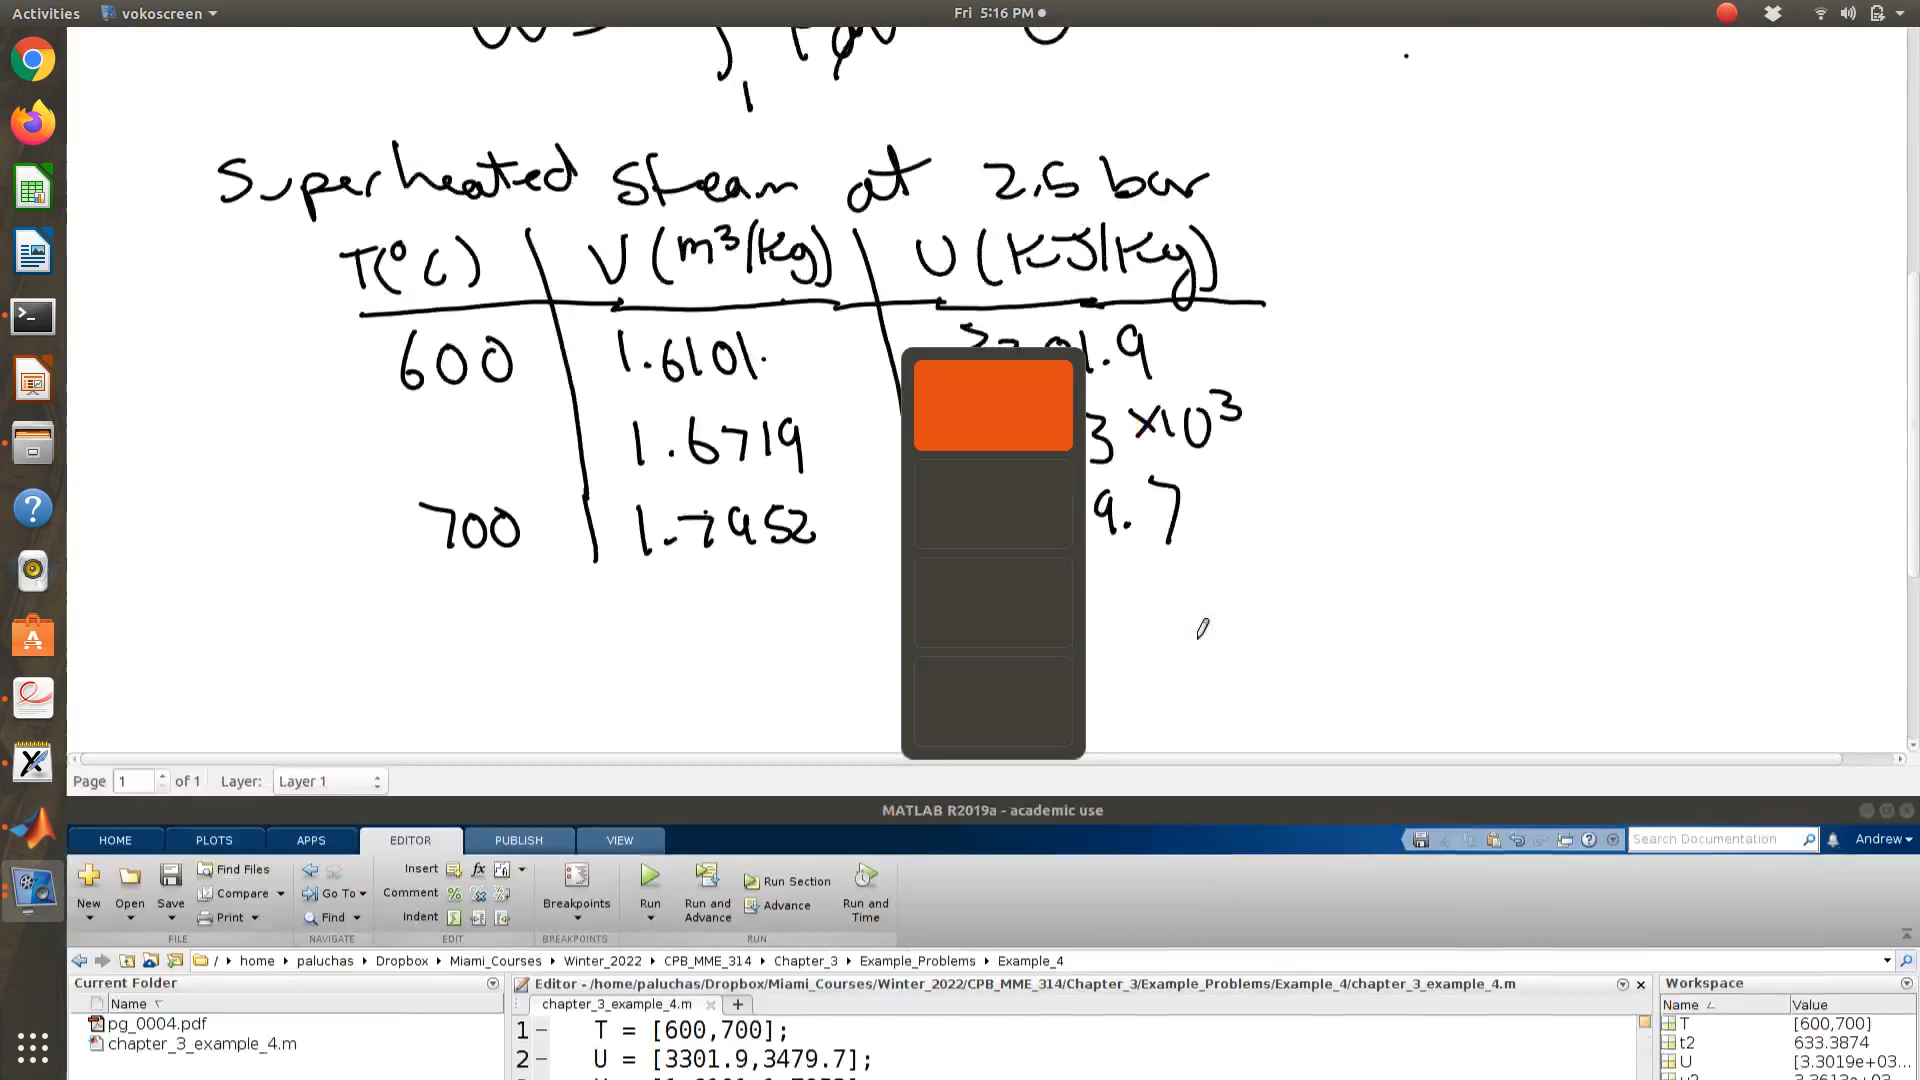 Activities vokoscreen Fri 5:16 PM
Superheated Steam at 2.5 bar
T(°C) V (m³/Kg) U (KJ/Kg)
600 1.6101 .9
1.6719 3 ×10³
700 1.7952 9.7
Page 1 of 1 Layer: Layer 1
MATLAB R2019a - academic use
HOME PLOTS APPS EDITOR PUBLISH VIEW Search Documentation Andrew
New Open Save Find Files Compare Print Go To Find Insert Comment Indent Breakpoints Run Run and Advance Run Section Advance Run and Time
FILE NAVIGATE EDIT BREAKPOINTS RUN
/ home paluchas Dropbox Miami_Courses Winter_2022 CPB_MME_314 Chapter_3 Example_Problems Example_4
Current Folder
Name
pg_0004.pdf
chapter_3_example_4.m
Editor - /home/paluchas/Dropbox/Miami_Courses/Winter_2022/CPB_MME_314/Chapter_3/Example_Problems/Example_4/chapter_3_example_4.m
chapter_3_example_4.m
1 T = [600,700];
2 U = [3301.9,3479.7];
Workspace
Name Value
T [600,700]
t2 633.3874
U [3.3019e+03,...